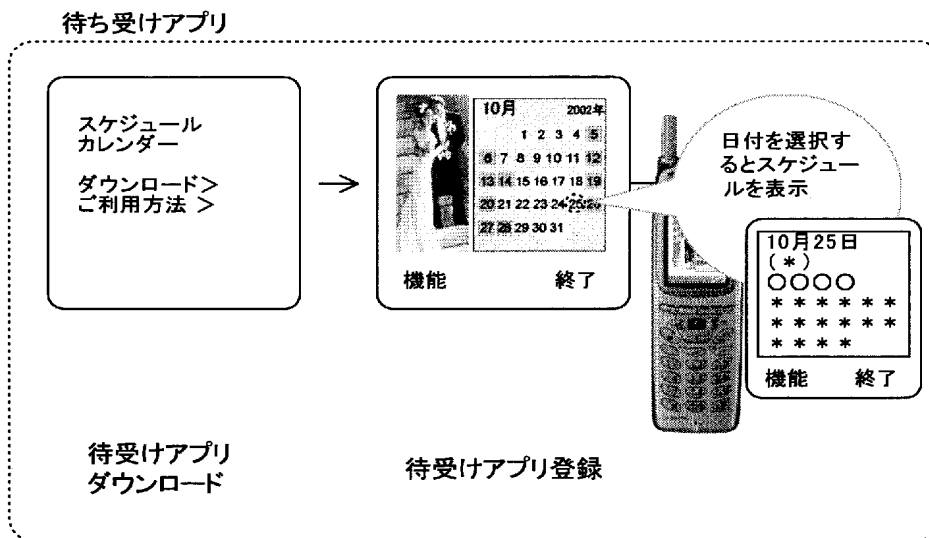 待ち受けアプリ
スケジュール
カレンダー
ダウンロード>
ご利用方法 >
10月 2002年
1 2 3 4 5
6 7 8 9 10 11 12
13 14 15 16 17 18 19
20 21 22 23 24 25 26
27 28 29 30 31
機能 終了
日付を選択す
るとスケジュー
ルを表示
10月25日
(*)
○○○○
* * * * * *
* * * * * *
* * * *
機能 終了
待受けアプリ
ダウンロード
待受けアプリ登録